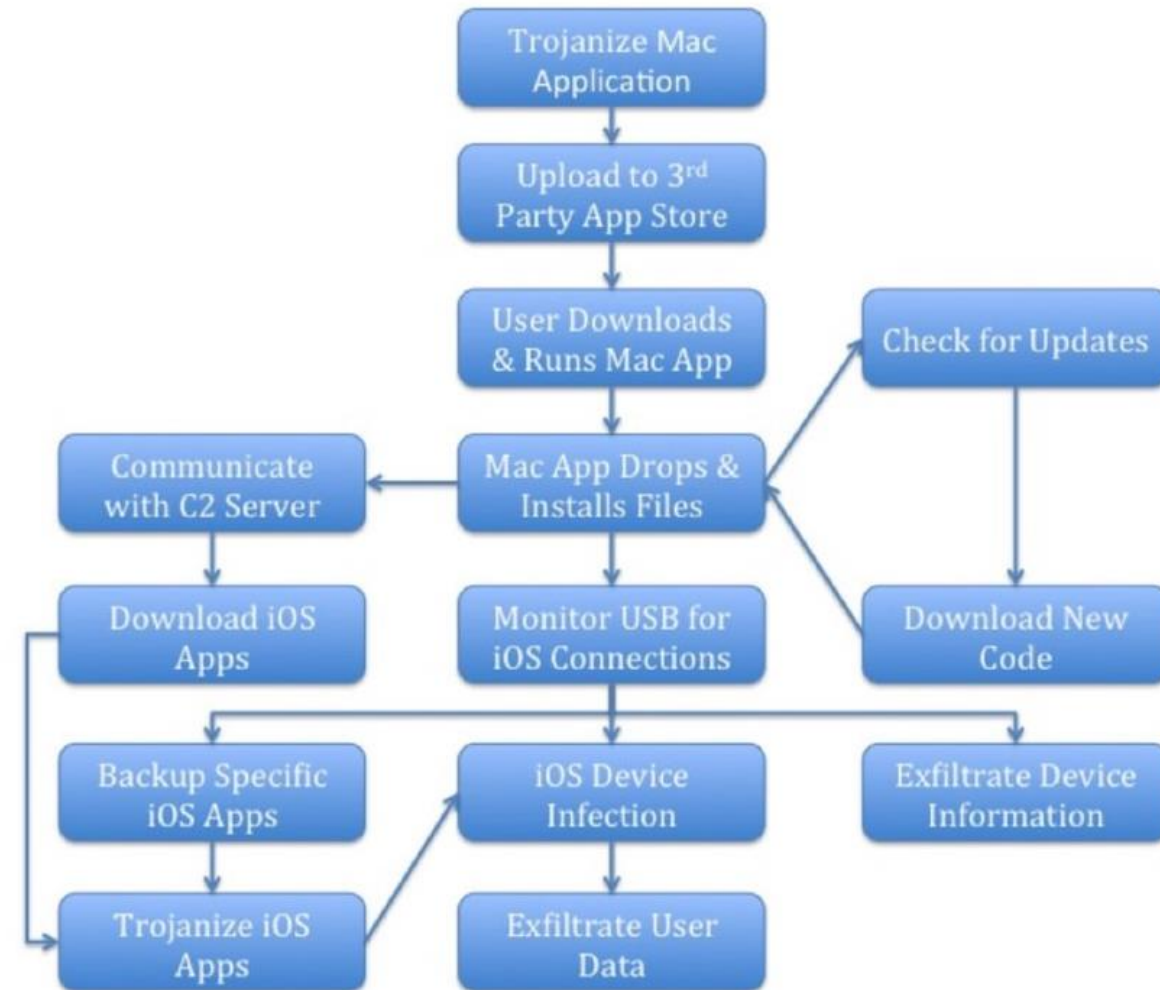 Trojanize Mac
Application
Upload to 3rd
Party App Store
User Downloads
& Runs Mac App
Check for Updates
Communicate
with C2 Server
Mac App Drops &
Installs Files
Download iOS
Apps
Monitor USB for
iOS Connections
Download New
Code
Backup Specific
iOS Apps
iOS Device
Infection
Exfiltrate Device
Information
Trojanize iOS
Apps
Exfiltrate User
Data